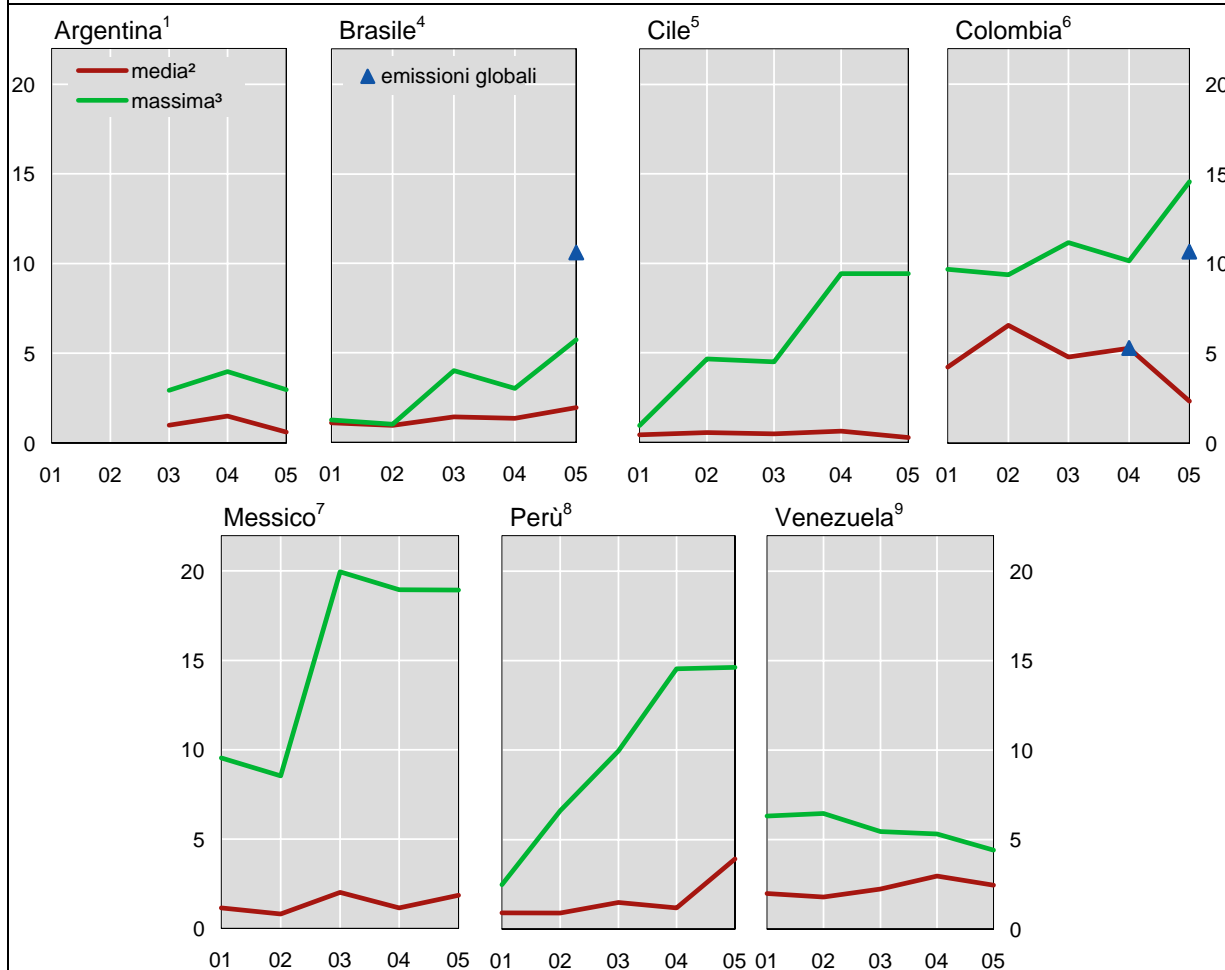 Argentina¹ Brasile⁴ Cile⁵ Colombia⁶
media²
massima³
emissioni globali
20 20
15 15
10 10
5 5
0 0
01 02 03 04 05 01 02 03 04 05 01 02 03 04 05 01 02 03 04 05
Messico⁷ Perù⁸ Venezuela⁹
20 20
15 15
10 10
5 5
0 0
01 02 03 04 05 01 02 03 04 05 01 02 03 04 05